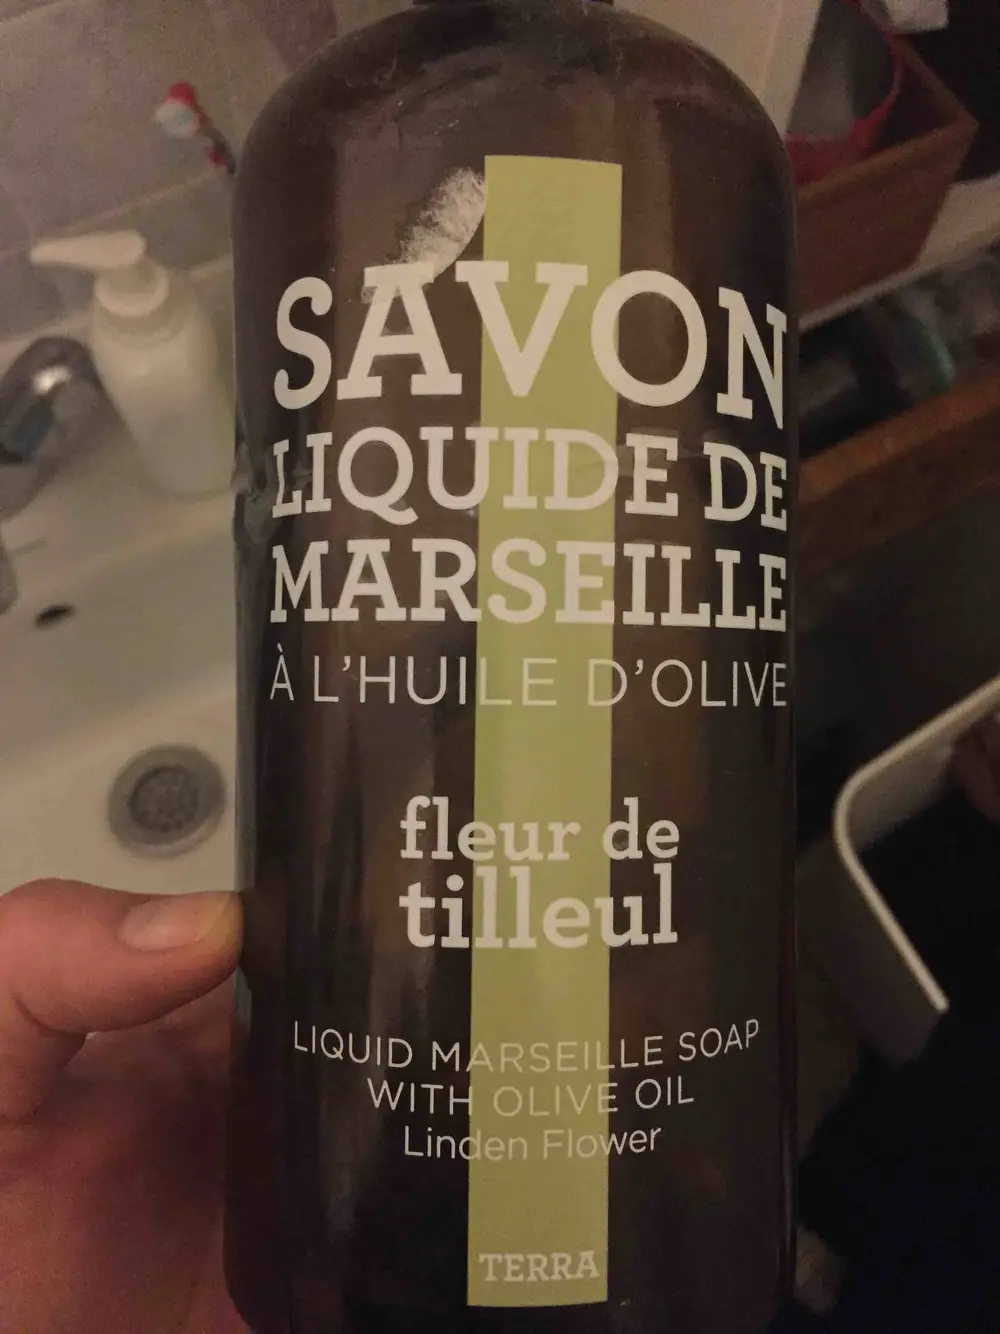 SAVON
LIQUIDE DE
MARSEILLE
À L'HUILE D'OLIVE
fleur de
tilleul
LIQUID MARSEILLE SOAP
WITH OLIVE OIL
Linden Flower
TERRA